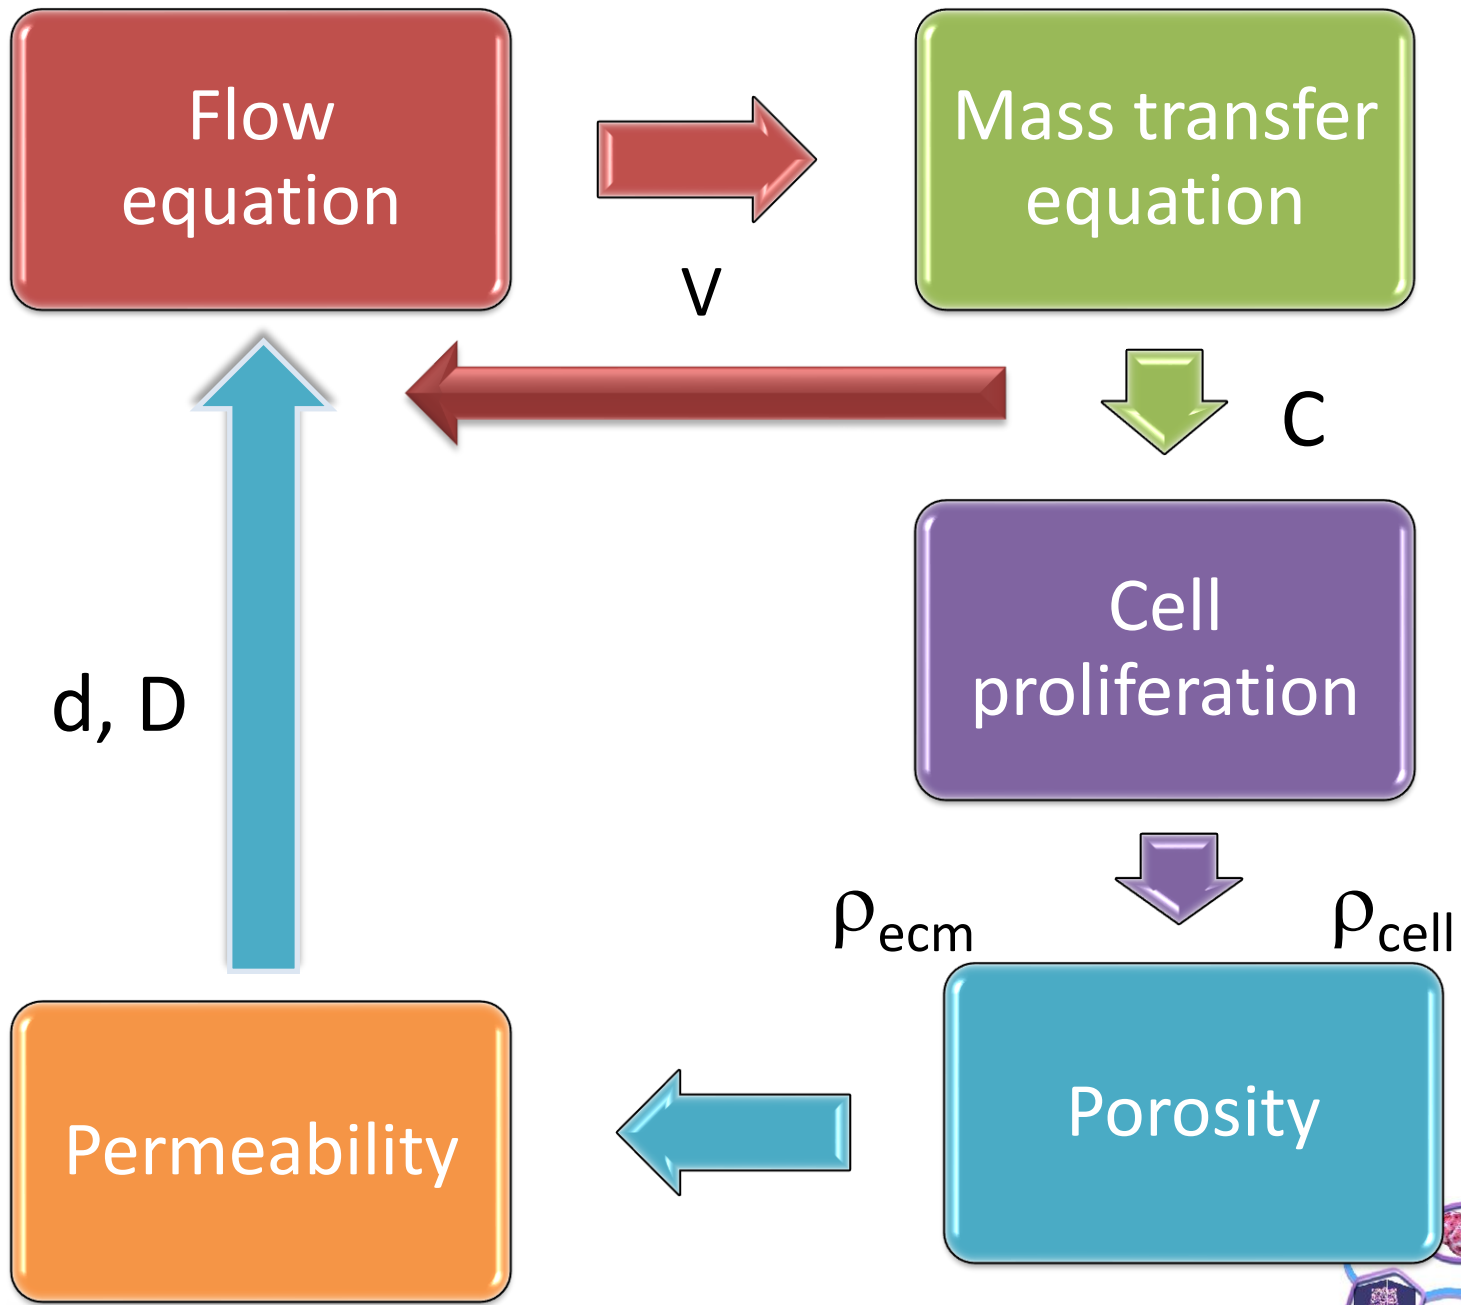 Flow
equation
V
Mass transfer
equation
C
Cell
proliferation
ρecm
ρcell
Porosity
Permeability
d, D